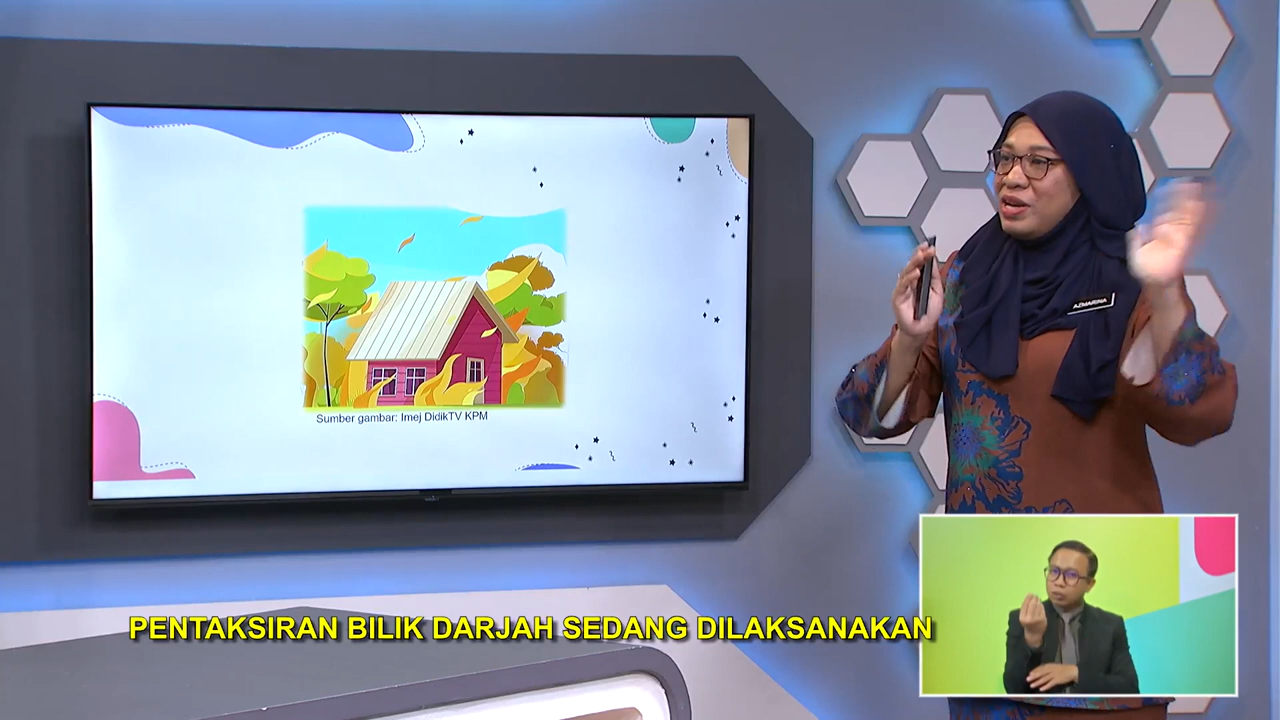 AZMARINA
Sumber gambar: Imej DidikTV KPM
PENTAKSIRAN BILIK DARJAH SEDANG DILAKSANAKAN